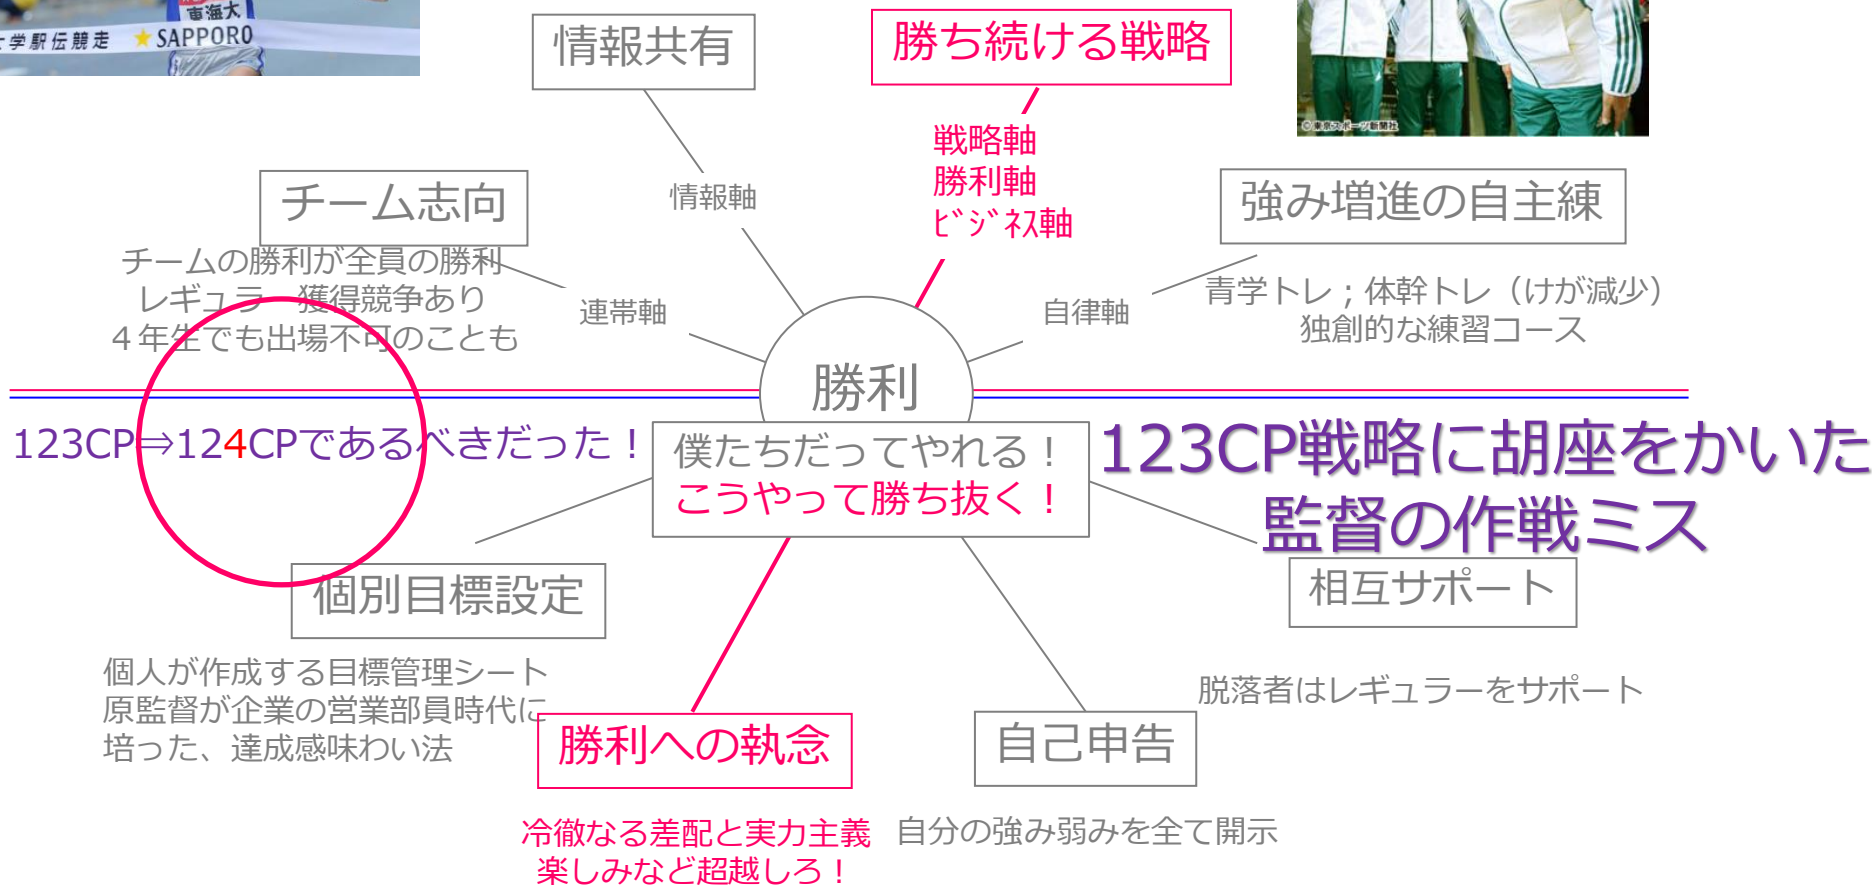 東海大
大学駅伝競走 ★SAPPORO
情報共有
勝ち続ける戦略
©東京スポーツ新聞社
戦略軸
勝利軸
ﾋﾞｼﾞﾈｽ軸
チーム志向
情報軸
強み増進の自主練
チームの勝利が全員の勝利
レギュラー獲得競争あり
４年生でも出場不可のことも
連帯軸
自律軸
青学トレ；体幹トレ（けが減少）
独創的な練習コース
勝利
123CP⇒124CPであるべきだった！
僕たちだってやれる！
こうやって勝ち抜く！
123CP戦略に胡座をかいた
監督の作戦ミス
個別目標設定
相互サポート
個人が作成する目標管理シート
原監督が企業の営業部員時代に
培った、達成感味わい法
脱落者はレギュラーをサポート
勝利への執念
自己申告
冷徹なる差配と実力主義
楽しみなど超越しろ！
自分の強み弱みを全て開示